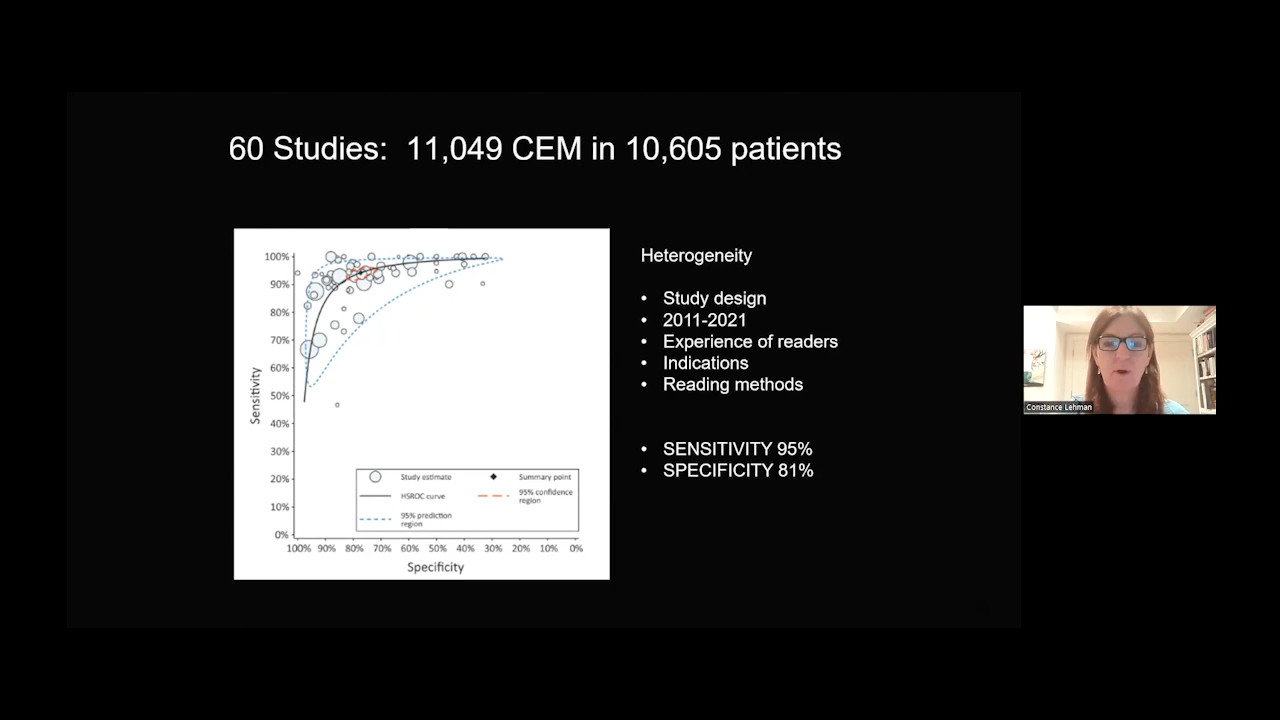 60 Studies: 11,049 CEM in 10,605 patients
100%
90%
80%
70%
60%
50%
40%
30%
20%
10%
0%
Sensitivity
100% 90% 80% 70% 60% 50% 40% 30% 20% 10% 0%
Specificity
Study estimate
Summary point
HSROC curve
95% confidence
region
95% prediction
region
Heterogeneity
• Study design
• 2011-2021
• Experience of readers
• Indications
• Reading methods
• SENSITIVITY 95%
• SPECIFICITY 81%
Constance Lehman